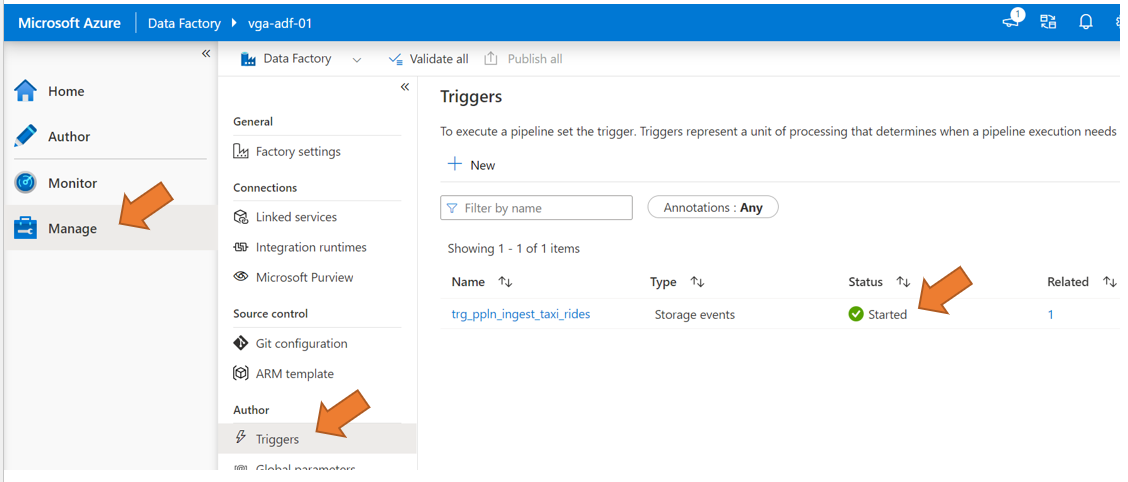 Microsoft Azure Data Factory vga-adf-01 1
Home
Author
Monitor
Manage
Data Factory Validate all Publish all
General
Factory settings
Connections
Linked services
Integration runtimes
Microsoft Purview
Source control
Git configuration
ARM template
Author
Triggers
Global parameters
Triggers
To execute a pipeline set the trigger. Triggers represent a unit of processing that determines when a pipeline execution needs
New
Filter by name Annotations : Any
Showing 1 - 1 of 1 items
Name Type Status Related
trg_ppln_ingest_taxi_rides Storage events Started 1